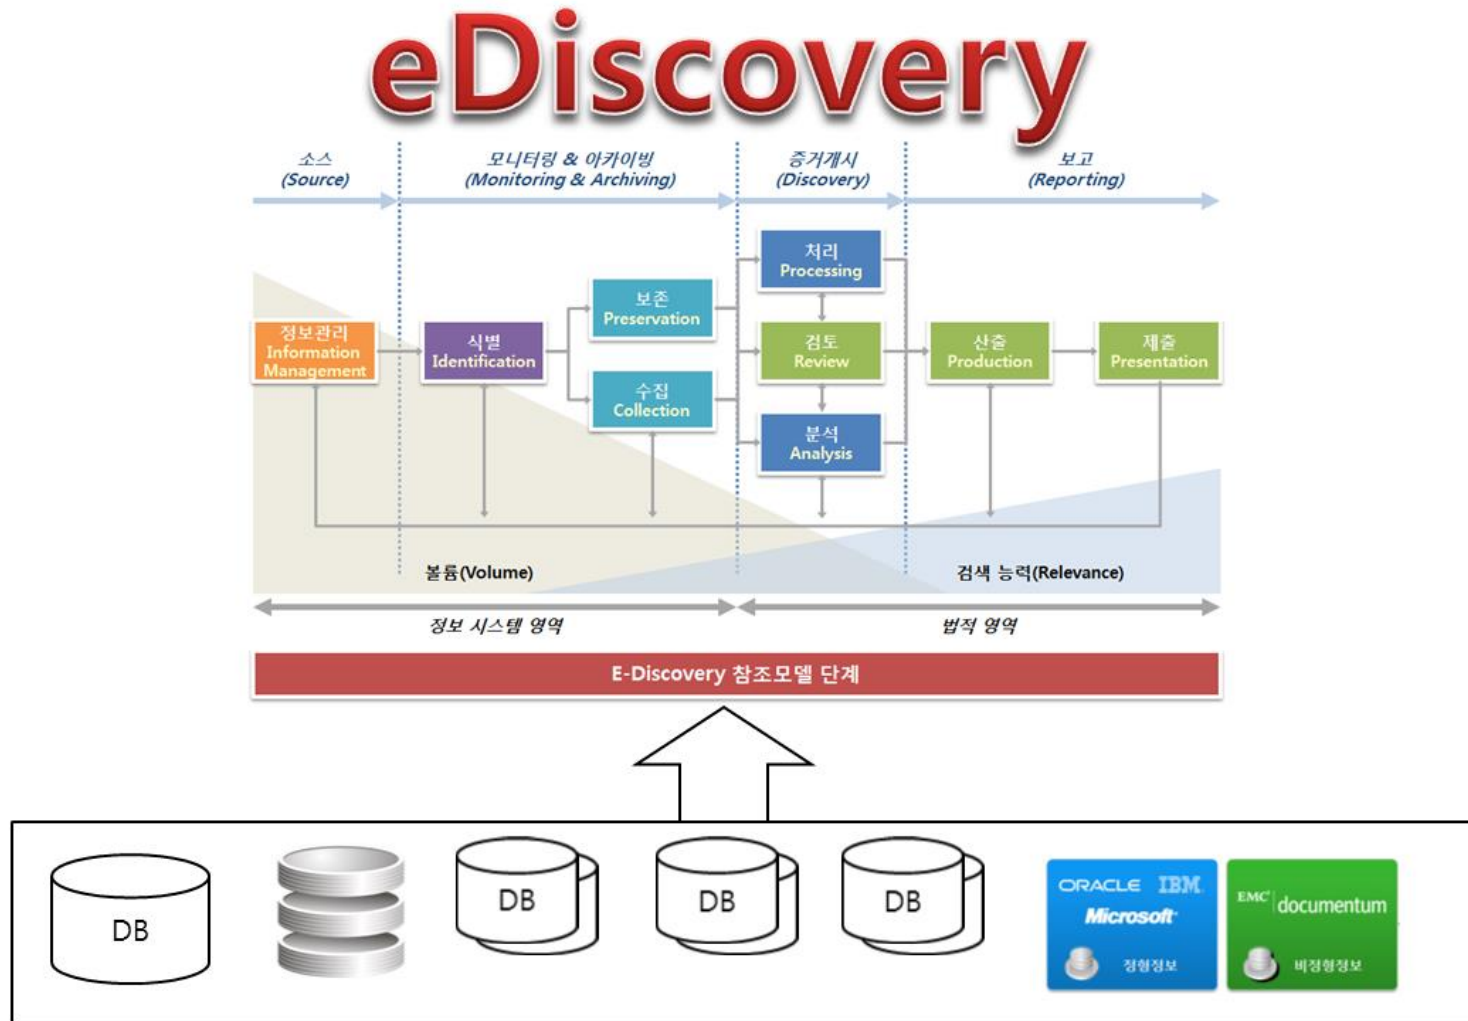 eDiscovery
소스
(Source)
모니터링 & 아카이빙
(Monitoring & Archiving)
증거개시
(Discovery)
보고
(Reporting)
정보관리
Information
Management
식별
Identification
보존
Preservation
수집
Collection
처리
Processing
검토
Review
분석
Analysis
산출
Production
제출
Presentation
볼륨(Volume)
검색 능력(Relevance)
정보 시스템 영역
법적 영역
E-Discovery 참조모델 단계
DB
DB
DB
DB
ORACLE IBM
Microsoft
정형정보
EMC² documentum
비정형정보